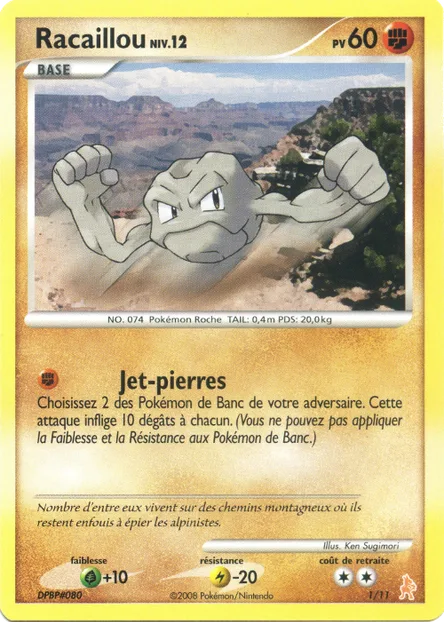 Racaillou NIV.12
PV 60
BASE
NO. 074 Pokémon Roche TAIL: 0,4m PDS: 20,0kg
Jet-pierres
Choisissez 2 des Pokémon de Banc de votre adversaire. Cette
attaque inflige 10 dégâts à chacun. (Vous ne pouvez pas appliquer
la Faiblesse et la Résistance aux Pokémon de Banc.)
Nombre d'entre eux vivent sur des chemins montagneux où ils
restent enfouis à épier les alpinistes.
Illus. Ken Sugimori
faiblesse résistance coût de retraite
+10 -20
DPBP#080 ©2008 Pokémon/Nintendo 1/11